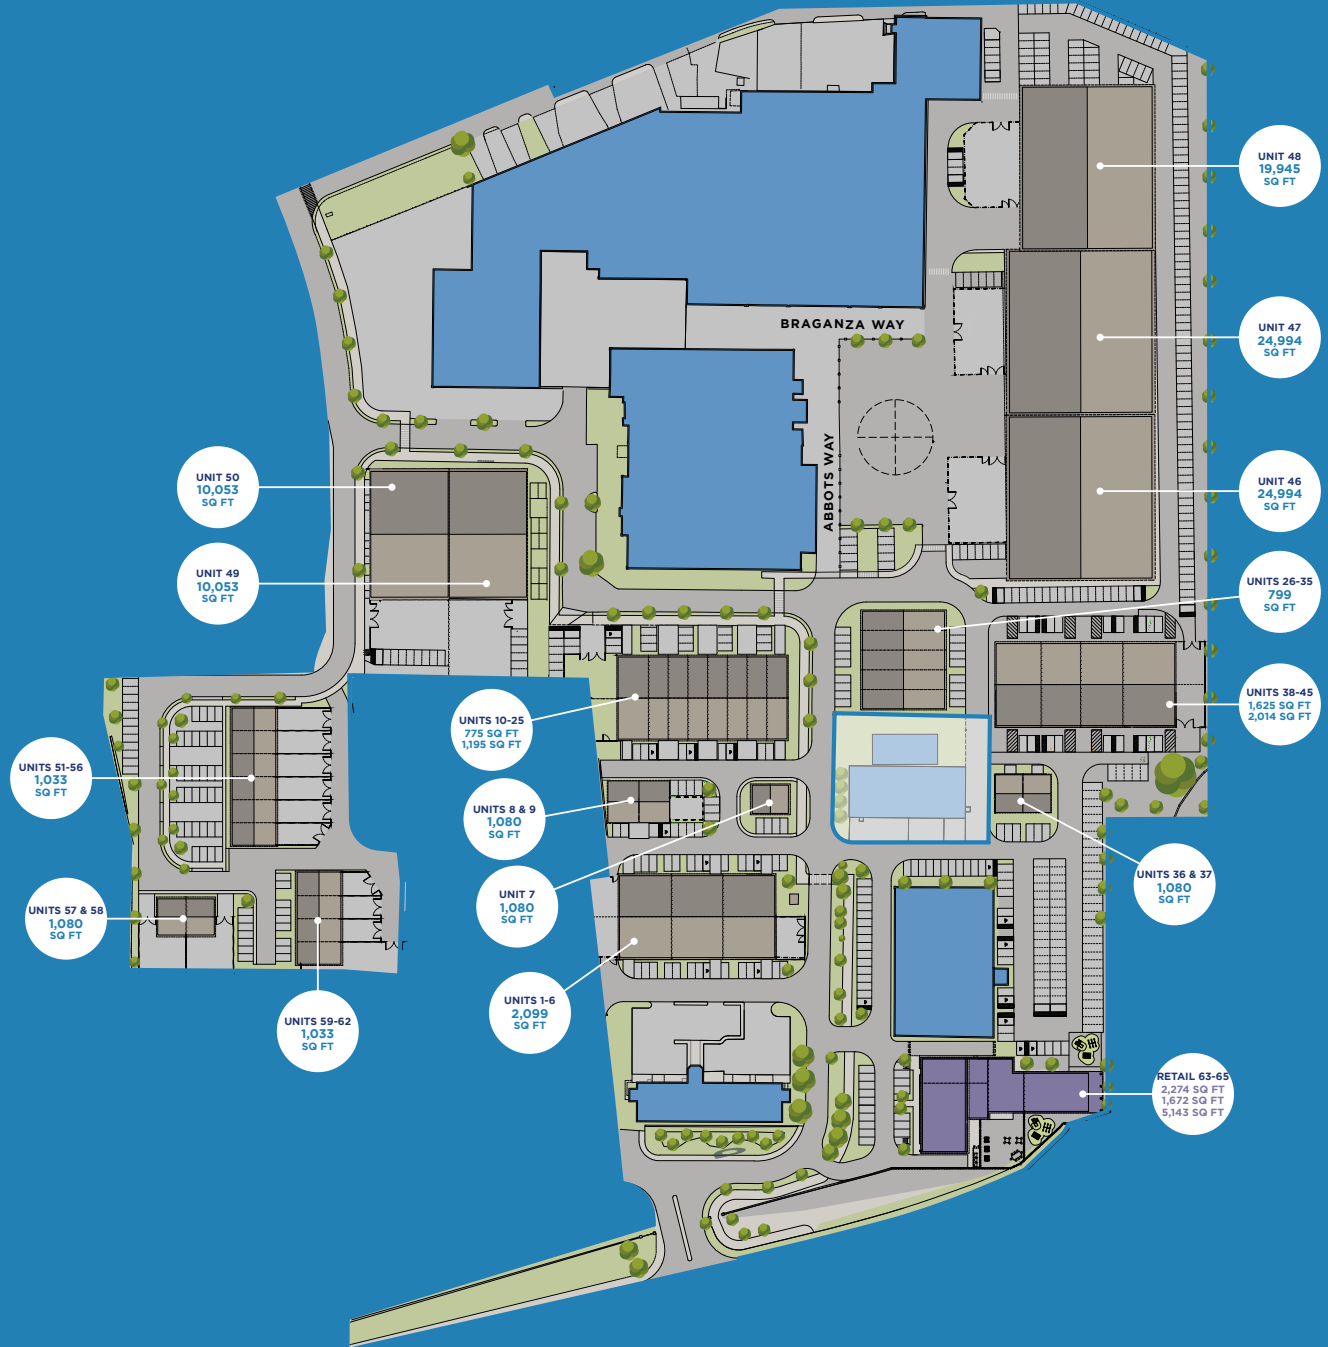 UNIT 48
19,945
SQ FT
BRAGANZA WAY
UNIT 47
24,994
SQ FT
ABBOTS WAY
UNIT 50
10,053
SQ FT
UNIT 46
24,994
SQ FT
UNIT 49
10,053
SQ FT
UNITS 26-35
799
SQ FT
UNITS 10-25
775 SQ FT
1,195 SQ FT
UNITS 38-45
1,625 SQ FT
2,014 SQ FT
UNITS 51-56
1,033
SQ FT
UNITS 8 & 9
1,080
SQ FT
UNITS 36 & 37
1,080
SQ FT
UNIT 7
1,080
SQ FT
UNITS 57 & 58
1,080
SQ FT
UNITS 1-6
2,099
SQ FT
UNITS 59-62
1,033
SQ FT
RETAIL 63-65
2,274 SQ FT
1,672 SQ FT
5,143 SQ FT